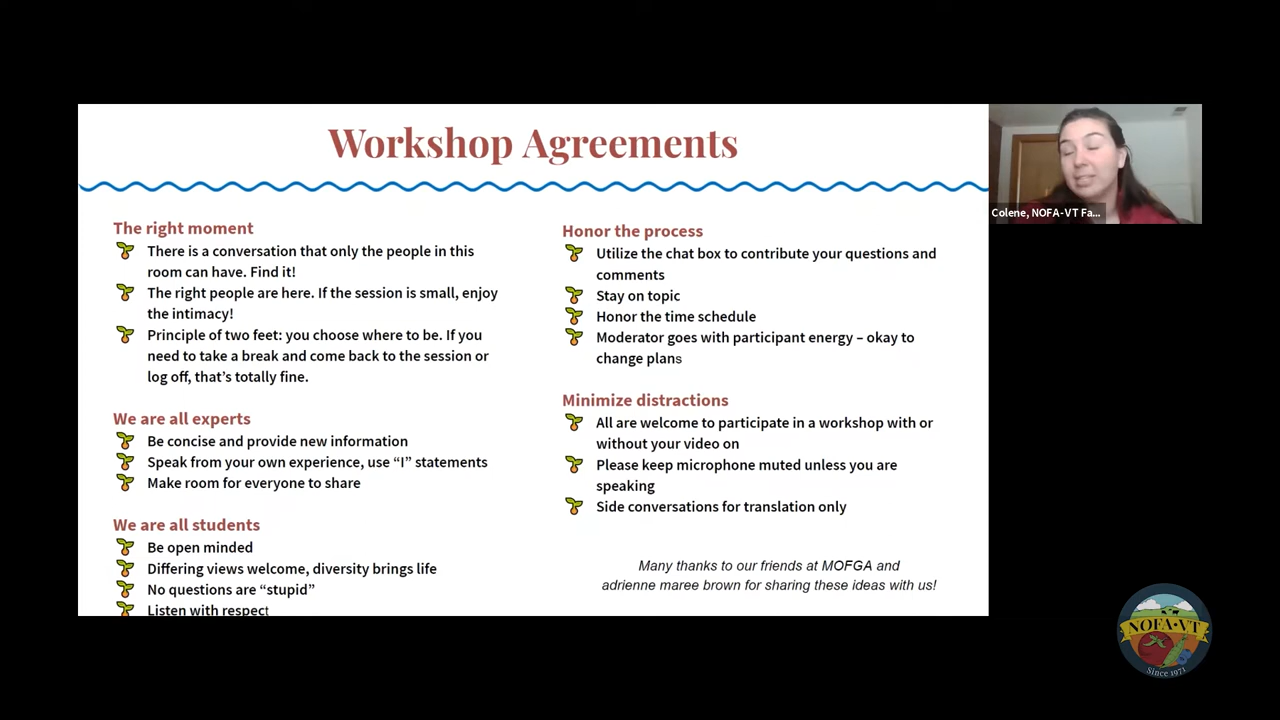 Workshop Agreements
The right moment
There is a conversation that only the people in this
room can have. Find it!
The right people are here. If the session is small, enjoy
the intimacy!
Principle of two feet: you choose where to be. If you
need to take a break and come back to the session or
log off, that’s totally fine.
We are all experts
Be concise and provide new information
Speak from your own experience, use “I” statements
Make room for everyone to share
We are all students
Be open minded
Differing views welcome, diversity brings life
No questions are “stupid”
Listen with respect
Honor the process
Utilize the chat box to contribute your questions and
comments
Stay on topic
Honor the time schedule
Moderator goes with participant energy – okay to
change plans
Minimize distractions
All are welcome to participate in a workshop with or
without your video on
Please keep microphone muted unless you are
speaking
Side conversations for translation only
Many thanks to our friends at MOFGA and
adrienne maree brown for sharing these ideas with us!
Colene, NOFA-VT Fa...
NOFA•VT
Since 1971